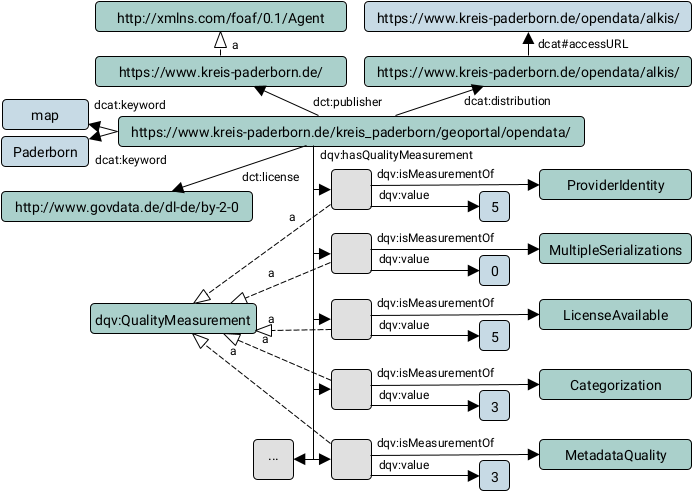 http://xmlns.com/foaf/0.1/Agent
https://www.kreis-paderborn.de/opendata/alkis/
a
dcat#accessURL
https://www.kreis-paderborn.de/
https://www.kreis-paderborn.de/opendata/alkis/
map
dcat:keyword
dct:publisher
dcat:distribution
https://www.kreis-paderborn.de/kreis_paderborn/geoportal/opendata/
Paderborn
dcat:keyword
dqv:hasQualityMeasurement
dct:license
dqv:isMeasurementOf
ProviderIdentity
dqv:value
5
http://www.govdata.de/dl-de/by-2-0
a
dqv:isMeasurementOf
MultipleSerializations
dqv:value
0
a
dqv:isMeasurementOf
LicenseAvailable
dqv:value
5
dqv:QualityMeasurement
a
a
a
dqv:isMeasurementOf
Categorization
dqv:value
3
dqv:isMeasurementOf
MetadataQuality
dqv:value
3
...